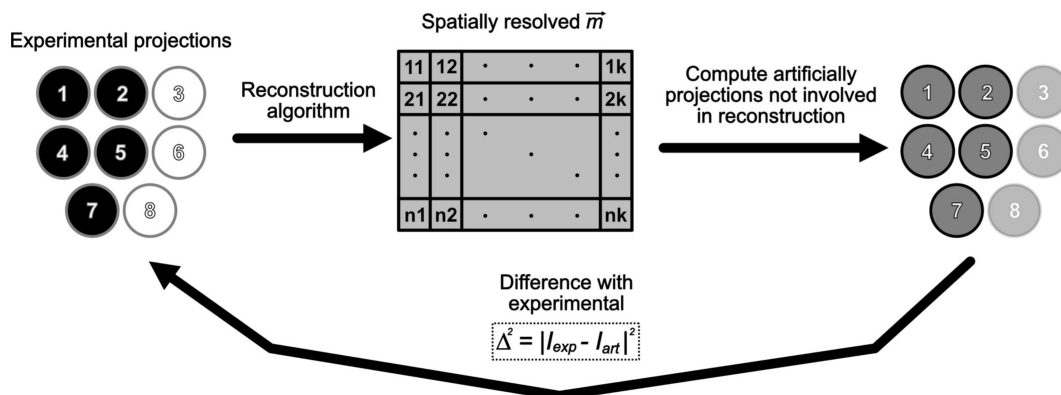 Spatially resolved m⃗
Experimental projections
1 2 3
4 5 6
7 8
Reconstruction
algorithm
11 12 · · · 1k
21 22 · · · 2k
· · · ·
· · · ·
· · · ·
n1 n2 · · · nk
Compute artificially
projections not involved
in reconstruction
1 2 3
4 5 6
7 8
Difference with
experimental
Δ² = |I_exp - I_art|²